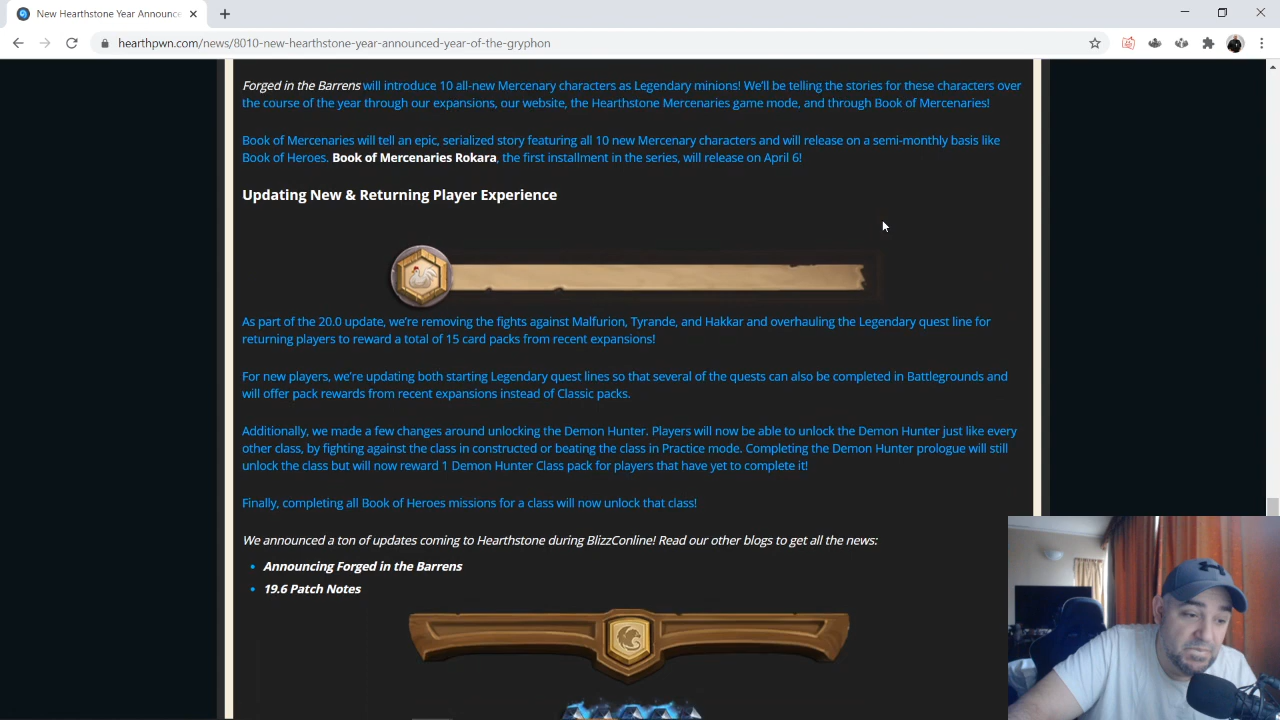 New Hearthstone Year Announce
hearthpwn.com/news/8010-new-hearthstone-year-announced-year-of-the-gryphon
Forged in the Barrens will introduce 10 all-new Mercenary characters as Legendary minions! We'll be telling the stories for these characters over
the course of the year through our expansions, our website, the Hearthstone Mercenaries game mode, and through Book of Mercenaries!
Book of Mercenaries will tell an epic, serialized story featuring all 10 new Mercenary characters and will release on a semi-monthly basis like
Book of Heroes. Book of Mercenaries Rokara, the first installment in the series, will release on April 6!
Updating New & Returning Player Experience
As part of the 20.0 update, we're removing the fights against Malfurion, Tyrande, and Hakkar and overhauling the Legendary quest line for
returning players to reward a total of 15 card packs from recent expansions!
For new players, we're updating both starting Legendary quest lines so that several of the quests can also be completed in Battlegrounds and
will offer pack rewards from recent expansions instead of Classic packs.
Additionally, we made a few changes around unlocking the Demon Hunter. Players will now be able to unlock the Demon Hunter just like every
other class, by fighting against the class in constructed or beating the class in Practice mode. Completing the Demon Hunter prologue will still
unlock the class but will now reward 1 Demon Hunter Class pack for players that have yet to complete it!
Finally, completing all Book of Heroes missions for a class will now unlock that class!
We announced a ton of updates coming to Hearthstone during BlizzConline! Read our other blogs to get all the news:
• Announcing Forged in the Barrens
• 19.6 Patch Notes